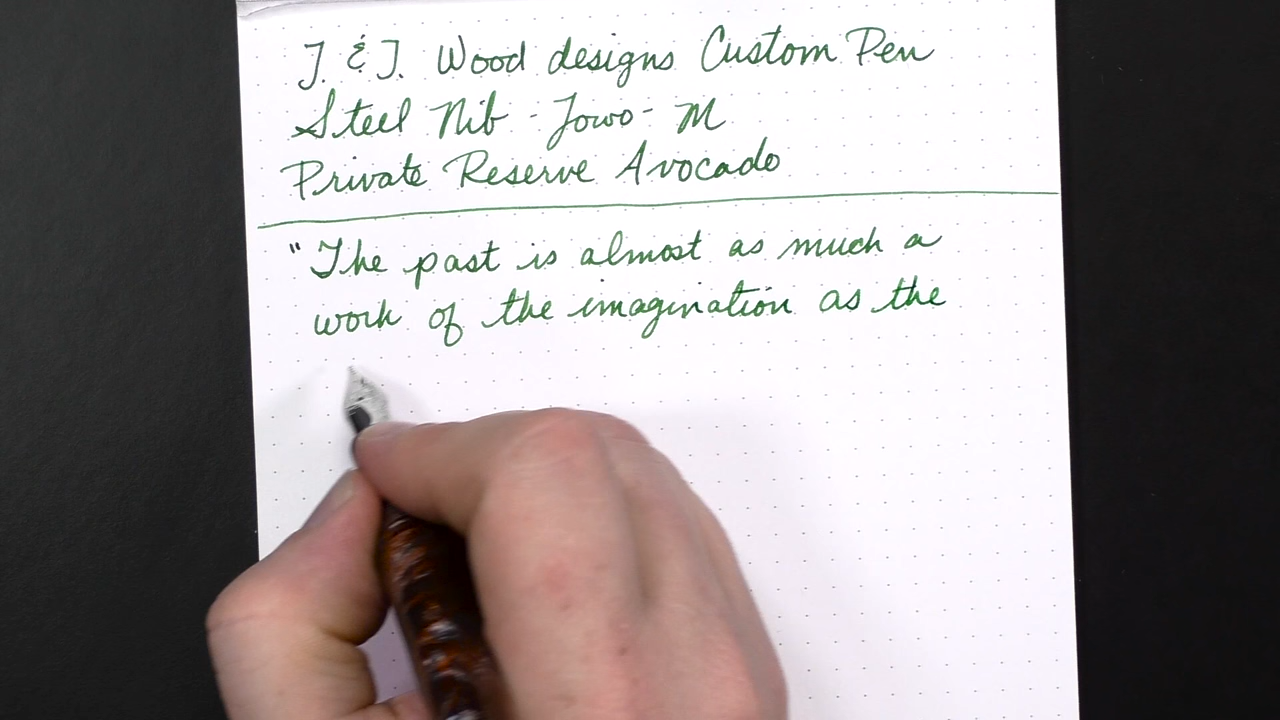 J. & J. Wood designs Custom Pen
Steel Nib - Jowo - M
Private Reserve Avocado
"The past is almost as much a
work of the imagination as the